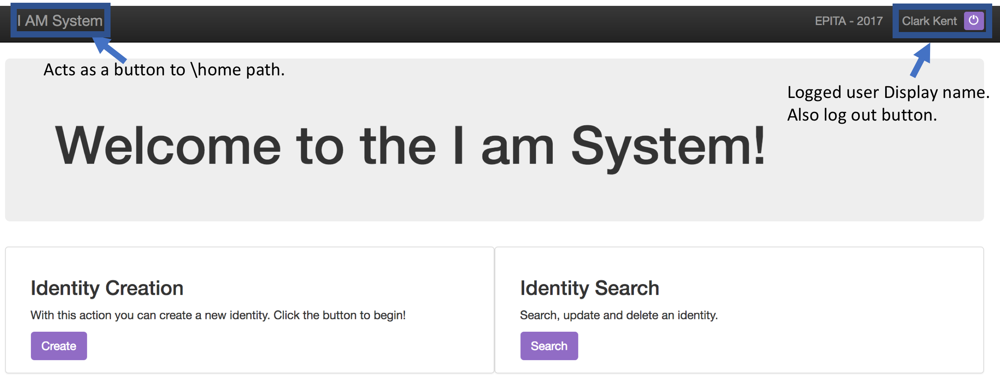 I AM System
EPITA - 2017
Clark Kent
Acts as a button to \home path.
Logged user Display name.
Also log out button.
Welcome to the I am System!
Identity Creation
With this action you can create a new identity. Click the button to begin!
Create
Identity Search
Search, update and delete an identity.
Search